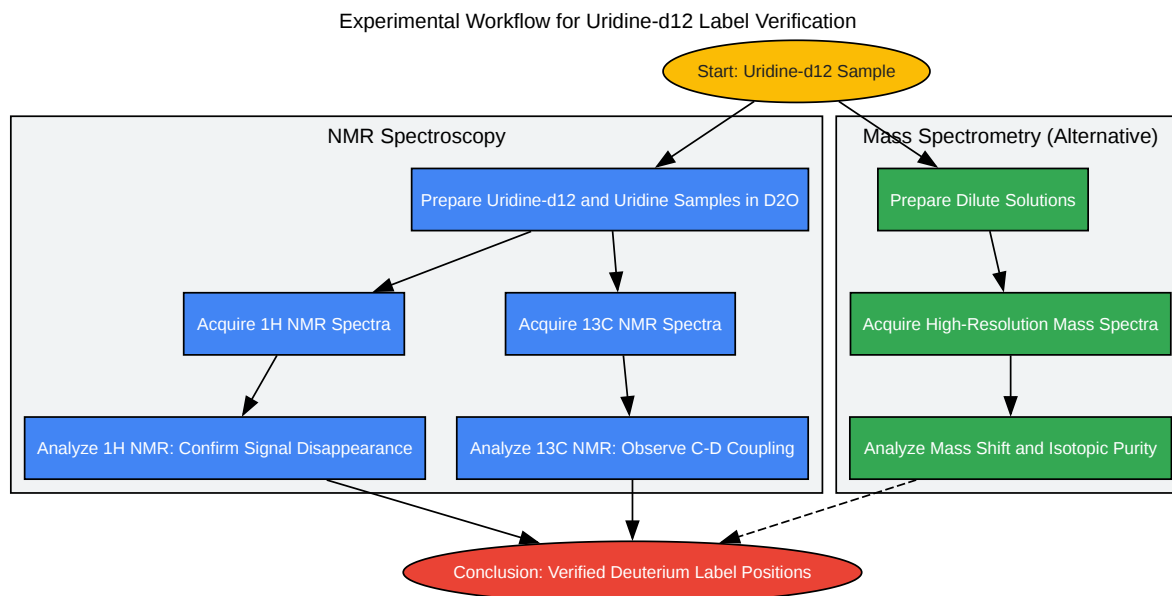 Experimental Workflow for Uridine-d12 Label Verification
Start: Uridine-d12 Sample
NMR Spectroscopy
Mass Spectrometry (Alternative)
Prepare Uridine-d12 and Uridine Samples in D2O
Prepare Dilute Solutions
Acquire 1H NMR Spectra
Acquire 13C NMR Spectra
Acquire High-Resolution Mass Spectra
Analyze 1H NMR: Confirm Signal Disappearance
Analyze 13C NMR: Observe C-D Coupling
Analyze Mass Shift and Isotopic Purity
Conclusion: Verified Deuterium Label Positions